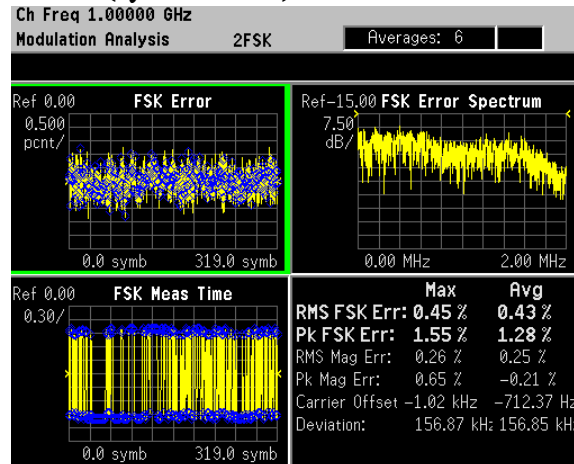 Ch Freq 1.00000 GHz
Modulation Analysis 2FSK Averages: 6
Ref 0.00 FSK Error
0.500
pcnt/
0.0 symb 319.0 symb
Ref-15.00 FSK Error Spectrum
7.50
dB/
0.00 MHz 2.00 MHz
Ref 0.00 FSK Meas Time
0.30/
0.0 symb 319.0 symb
Max Avg
RMS FSK Err: 0.45 % 0.43 %
Pk FSK Err: 1.55 % 1.28 %
RMS Mag Err: 0.26 % 0.25 %
Pk Mag Err: 0.65 % -0.21 %
Carrier Offset -1.02 kHz -712.37 Hz
Deviation: 156.87 kHz 156.85 kH